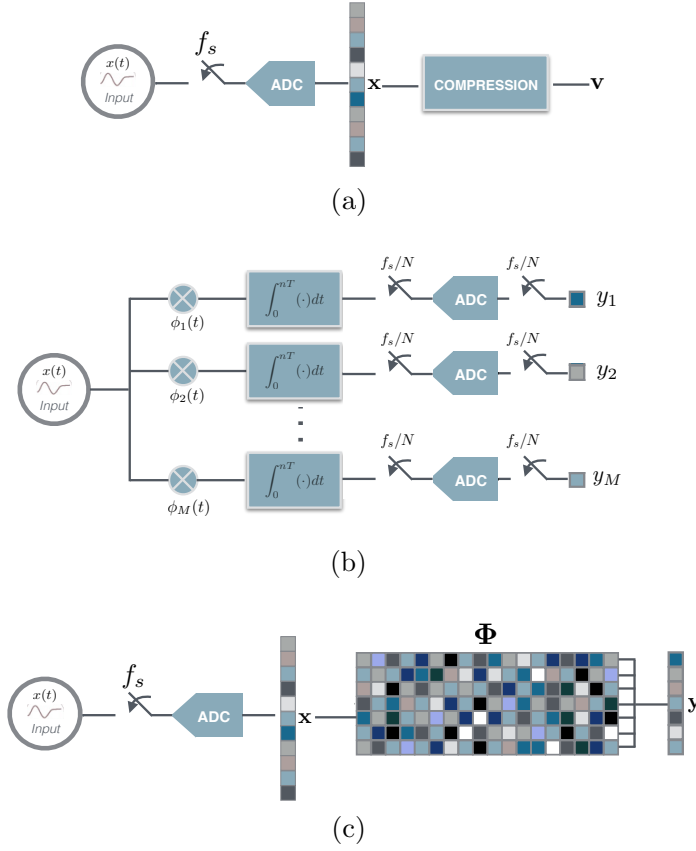 x(t)
Input
f_s
ADC
x
COMPRESSION
v
(a)
f_s/N
f_s/N
∫_0^{nT} (·)dt
ADC
y_1
ϕ_1(t)
x(t)
Input
f_s/N
f_s/N
∫_0^{nT} (·)dt
ADC
y_2
ϕ_2(t)
f_s/N
f_s/N
∫_0^{nT} (·)dt
ADC
y_M
ϕ_M(t)
(b)
Φ
x(t)
Input
f_s
ADC
x
y
(c)